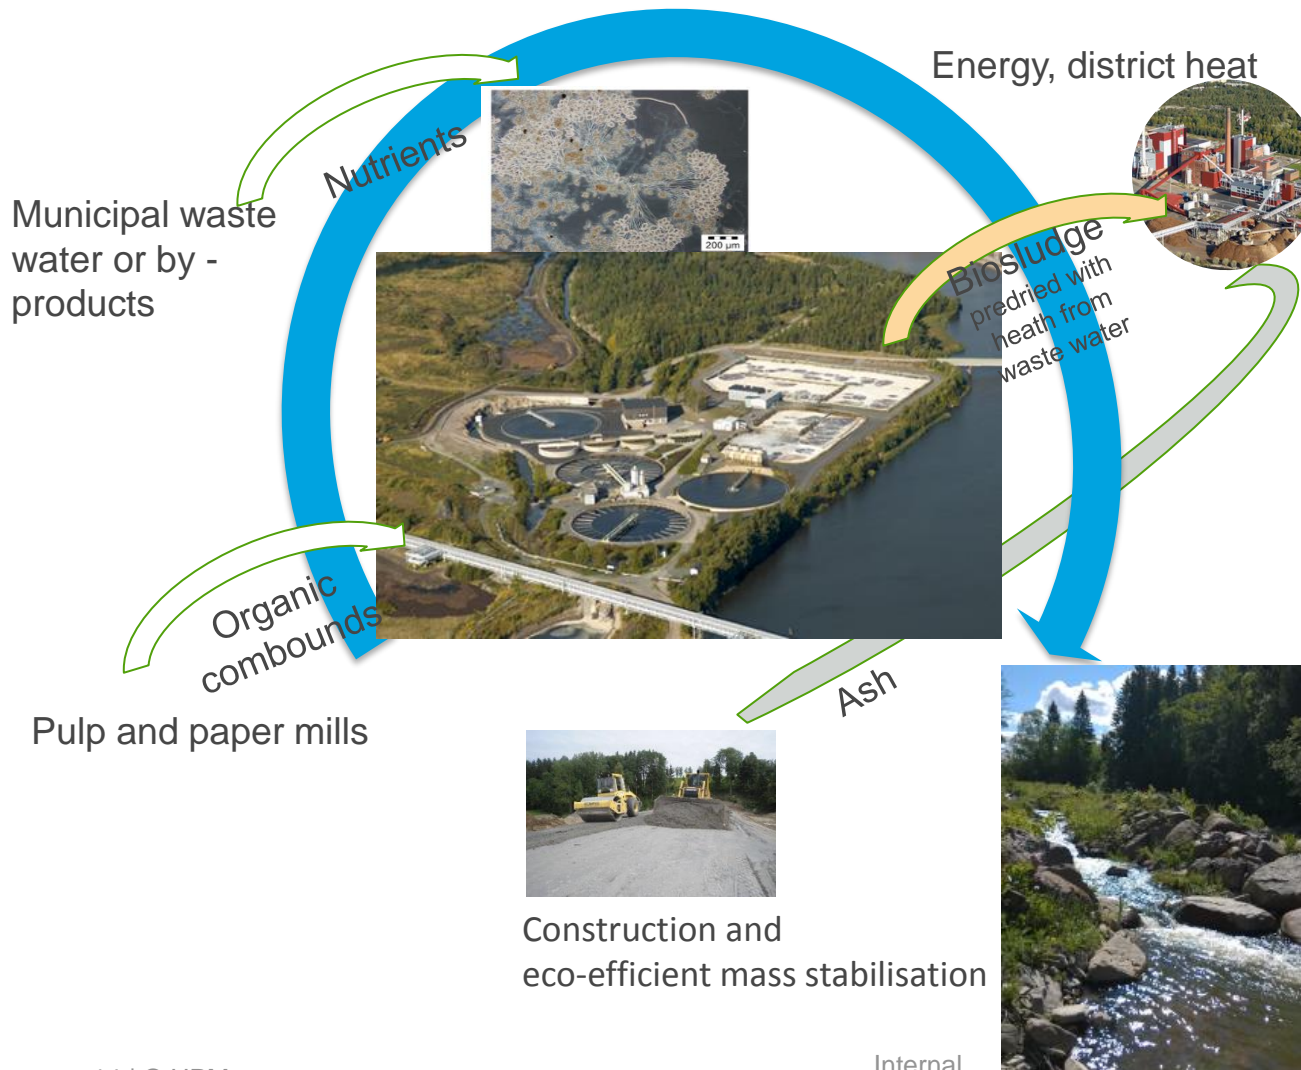 Energy, district heat
Nutrients
Municipal waste
water or by -
products
200 µm
Biosludge
predried with
heath from
waste water
Organic
combounds
Pulp and paper mills
Ash
Construction and
eco-efficient mass stabilisation
Internal